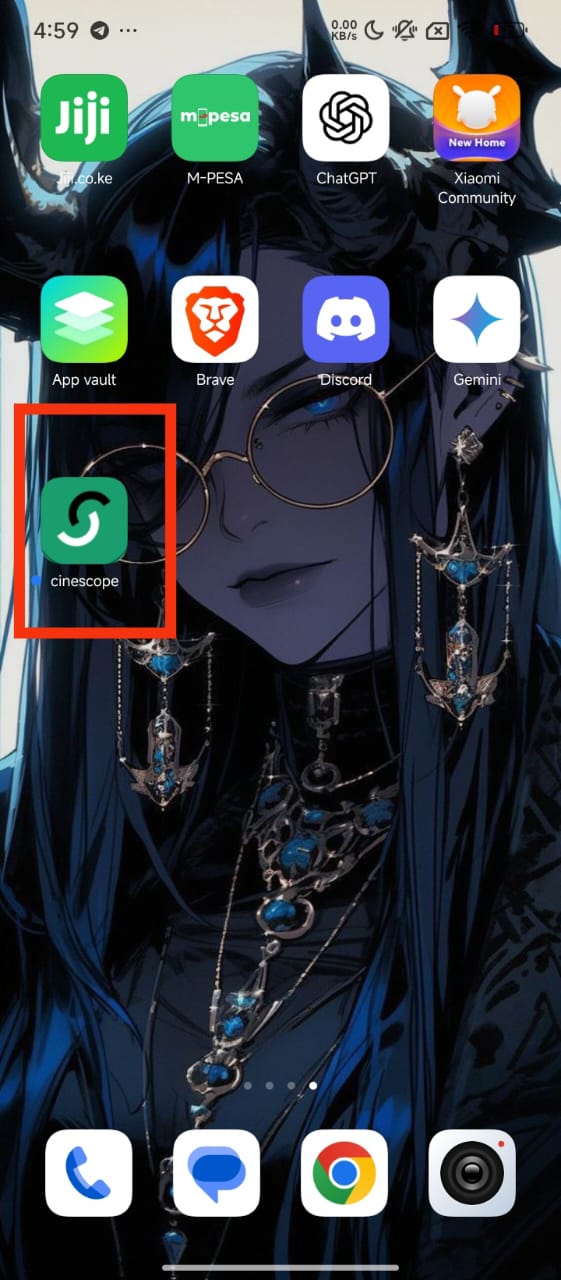 4:59
0.00
KB/s
Jiji
m-pesa
New Home
Jiji.co.ke
M-PESA
ChatGPT
Xiaomi
Community
App vault
Brave
Discord
Gemini
cinescope